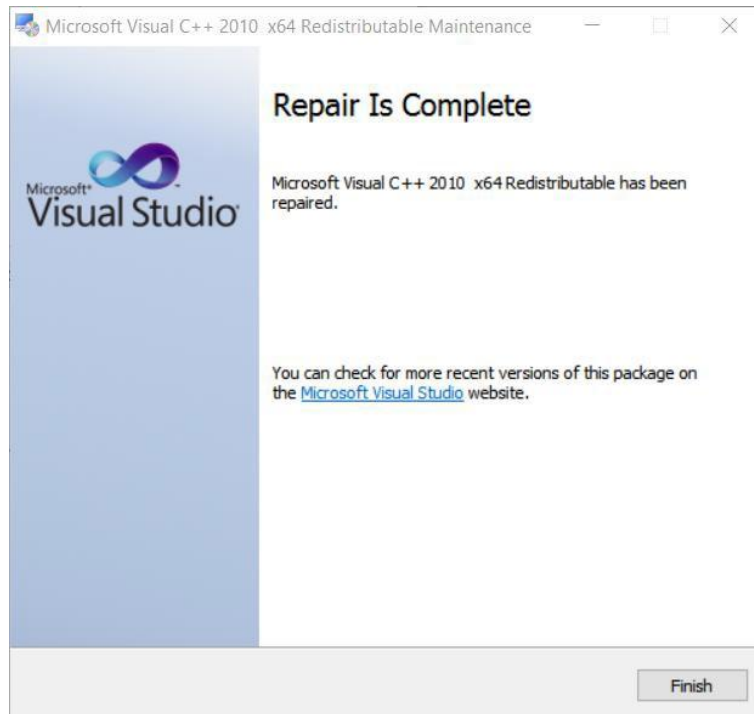 Microsoft Visual C++ 2010  x64 Redistributable Maintenance
Repair Is Complete
Microsoft®
Visual Studio®
Microsoft Visual C++ 2010  x64 Redistributable has been
repaired.
You can check for more recent versions of this package on
the Microsoft Visual Studio website.
Finish